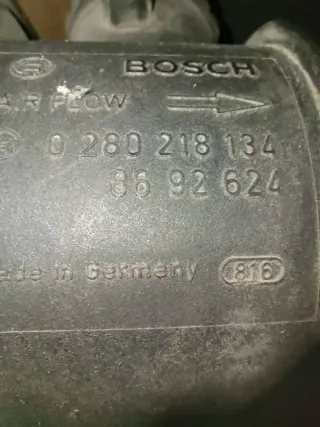 BOSCH
AIR FLOW
0 280 218 134
86 92 624
Made in Germany 816